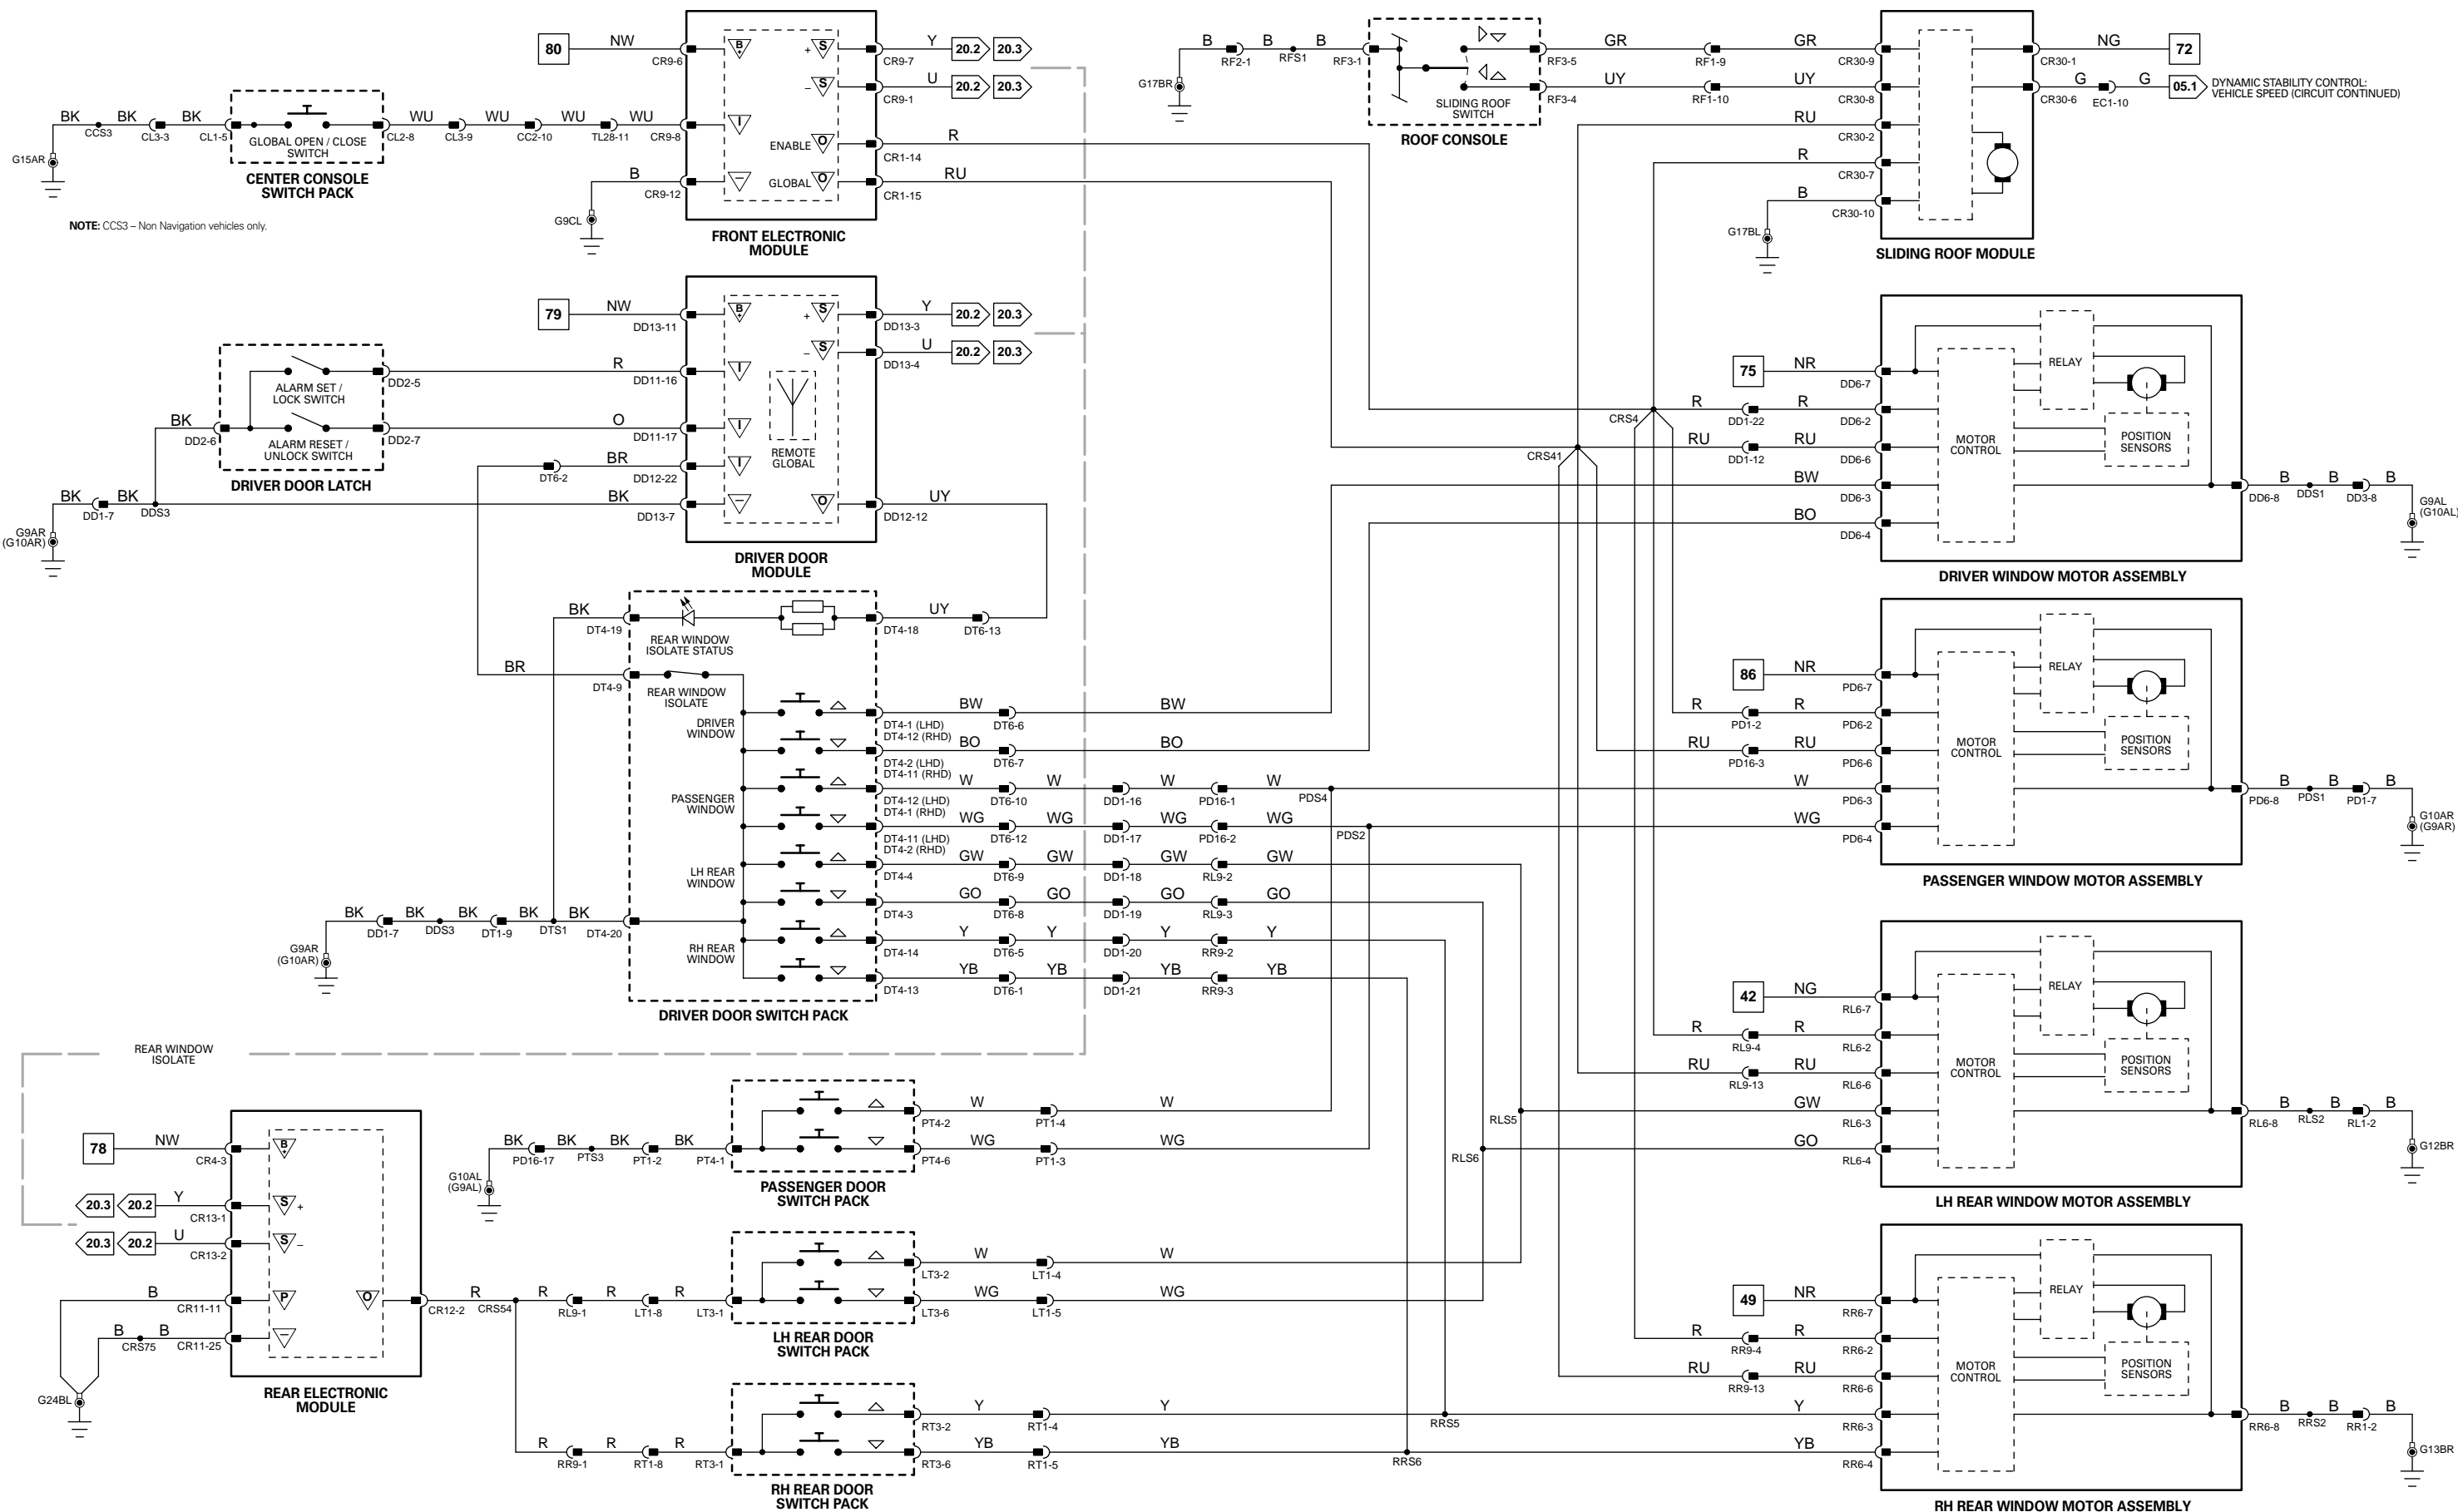 80
NW
CR9-6
B+
+ S
CR9-7
Y
20.2
20.3
– S
CR9-1
U
20.2
20.3
BK
CCS3
BK
CL3-3
BK
CL1-5
GLOBAL OPEN / CLOSE
SWITCH
CL2-8
WU
CL3-9
WU
CC2-10
WU
TL28-11
WU
CR9-8
I
ENABLE O
CR1-14
R
GLOBAL O
CR1-15
RU
G15AR
CENTER CONSOLE
SWITCH PACK
B
CR9-12
G9CL
NOTE: CCS3 – Non Navigation vehicles only.
FRONT ELECTRONIC
MODULE
B
RF2-1
B
RFS1
B
RF3-1
G17BR
SLIDING ROOF
SWITCH
ROOF CONSOLE
RF3-5
GR
RF1-9
GR
CR30-9
RF3-4
UY
RF1-10
UY
CR30-8
RU
CR30-2
R
CR30-7
B
CR30-10
G17BL
CR30-1
NG
72
CR30-6
G
EC1-10
G
05.1
DYNAMIC STABILITY CONTROL:
VEHICLE SPEED (CIRCUIT CONTINUED)
SLIDING ROOF MODULE
79
NW
DD13-11
B+
+ S
DD13-3
Y
20.2
20.3
– S
DD13-4
U
20.2
20.3
ALARM SET /
LOCK SWITCH
DD2-5
R
DD11-16
I
BK
DD2-6
ALARM RESET /
UNLOCK SWITCH
DD2-7
O
DD11-17
I
REMOTE
GLOBAL
DRIVER DOOR LATCH
DT6-2
BR
DD12-22
I
BK
DD1-7
BK
DDS3
BK
DD13-7
O
DD12-12
UY
G9AR
(G10AR)
DRIVER DOOR
MODULE
75
NR
DD6-7
CRS4
R
DD1-22
R
DD6-2
CRS41
RU
DD1-12
RU
DD6-6
BW
DD6-3
BO
DD6-4
RELAY
MOTOR
CONTROL
POSITION
SENSORS
DD6-8
B
DDS1
B
DD3-8
B
G9AL
(G10AL)
DRIVER WINDOW MOTOR ASSEMBLY
BK
DT4-19
REAR WINDOW
ISOLATE STATUS
DT4-18
UY
DT6-13
BR
DT4-9
REAR WINDOW
ISOLATE
DRIVER
WINDOW
DT4-1 (LHD)
DT4-12 (RHD)
BW
DT6-6
BW
DT4-2 (LHD)
DT4-11 (RHD)
BO
DT6-7
BO
PASSENGER
WINDOW
DT4-12 (LHD)
DT4-1 (RHD)
W
DT6-10
W
DD1-16
W
PD16-1
W
PDS4
DT4-11 (LHD)
DT4-2 (RHD)
WG
DT6-12
WG
DD1-17
WG
PD16-2
WG
PDS2
LH REAR
WINDOW
DT4-4
GW
DT6-9
GW
DD1-18
GW
RL9-2
GW
DT4-3
GO
DT6-8
GO
DD1-19
GO
RL9-3
GO
RH REAR
WINDOW
DT4-14
Y
DT6-5
Y
DD1-20
Y
RR9-2
Y
DT4-13
YB
DT6-1
YB
DD1-21
YB
RR9-3
YB
BK
DD1-7
BK
DDS3
BK
DT1-9
BK
DTS1
BK
DT4-20
G9AR
(G10AR)
DRIVER DOOR SWITCH PACK
86
NR
PD6-7
R
PD1-2
R
PD6-2
RU
PD16-3
RU
PD6-6
W
PD6-3
WG
PD6-4
RELAY
MOTOR
CONTROL
POSITION
SENSORS
PD6-8
B
PDS1
B
PD1-7
B
G10AR
(G9AR)
PASSENGER WINDOW MOTOR ASSEMBLY
REAR WINDOW
ISOLATE
78
NW
CR4-3
B+
20.3
20.2
Y
CR13-1
S +
20.3
20.2
U
CR13-2
S –
B
CR11-11
P
O
B
CRS75
B
CR11-25
G24BL
REAR ELECTRONIC
MODULE
CR12-2
R
CRS54
BK
PD16-17
BK
PTS3
BK
PT1-2
BK
PT4-1
G10AL
(G9AL)
PT4-2
W
PT1-4
W
PT4-6
WG
PT1-3
WG
PASSENGER DOOR
SWITCH PACK
R
RL9-1
R
LT1-8
R
LT3-1
LT3-2
W
LT1-4
W
LT3-6
WG
LT1-5
WG
LH REAR DOOR
SWITCH PACK
R
RR9-1
R
RT1-8
R
RT3-1
RT3-2
Y
RT1-4
Y
RT3-6
YB
RT1-5
YB
RH REAR DOOR
SWITCH PACK
42
NG
RL6-7
R
RL9-4
R
RL6-2
RU
RL9-13
RU
RL6-6
RLS5
GW
RL6-3
RLS6
GO
RL6-4
RELAY
MOTOR
CONTROL
POSITION
SENSORS
RL6-8
B
RLS2
B
RL1-2
B
G12BR
LH REAR WINDOW MOTOR ASSEMBLY
49
NR
RR6-7
R
RR9-4
R
RR6-2
RU
RR9-13
RU
RR6-6
RRS5
Y
RR6-3
RRS6
YB
RR6-4
RELAY
MOTOR
CONTROL
POSITION
SENSORS
RR6-8
B
RRS2
B
RR1-2
B
G13BR
RH REAR WINDOW MOTOR ASSEMBLY